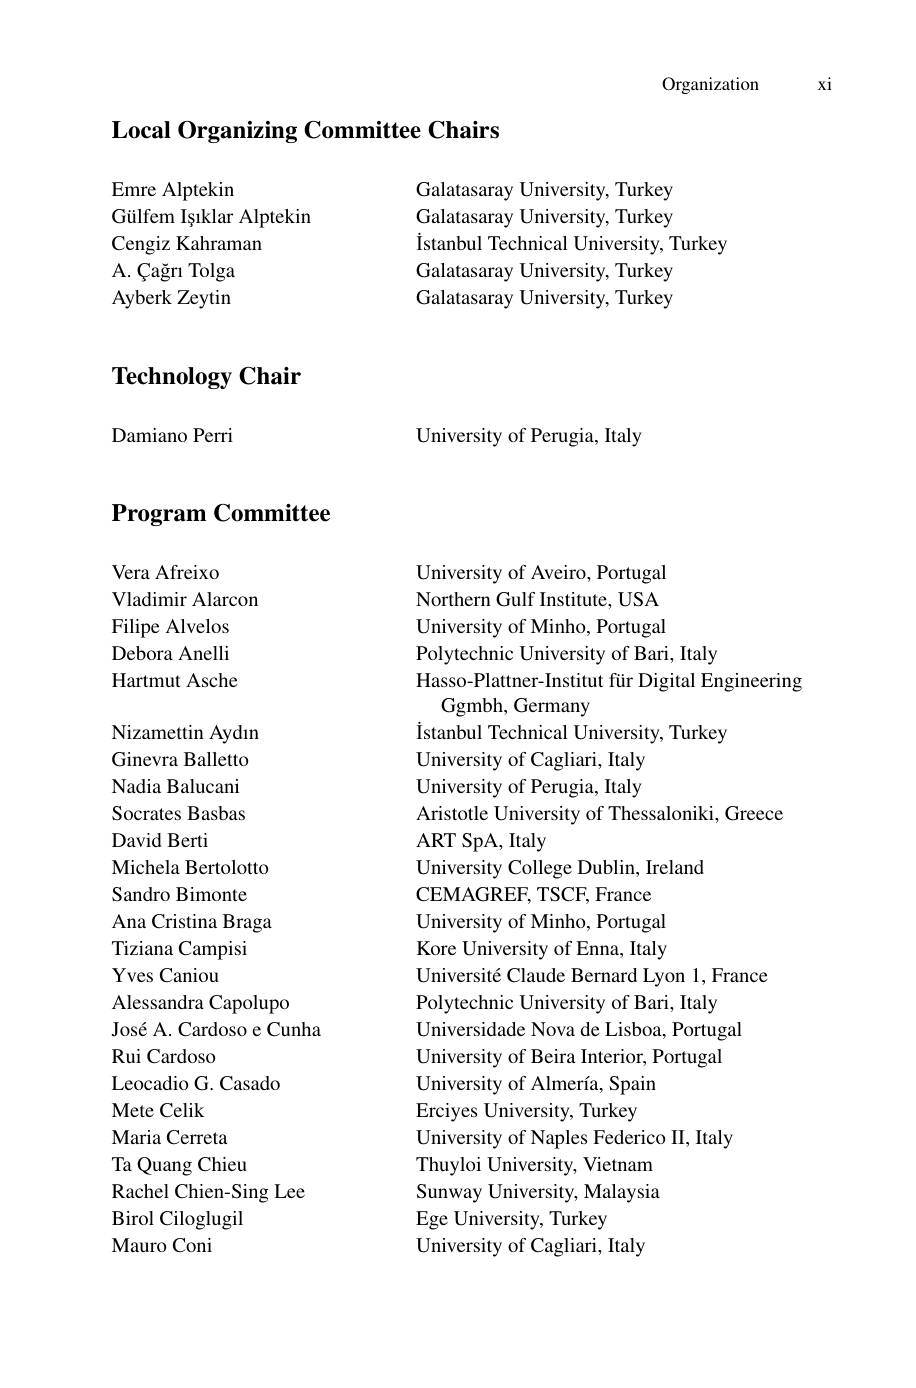 Organization xi
Local Organizing Committee Chairs
Emre Alptekin Galatasaray University, Turkey
Gülfem Işıklar Alptekin Galatasaray University, Turkey
Cengiz Kahraman İstanbul Technical University, Turkey
A. Çağrı Tolga Galatasaray University, Turkey
Ayberk Zeytin Galatasaray University, Turkey
Technology Chair
Damiano Perri University of Perugia, Italy
Program Committee
Vera Afreixo University of Aveiro, Portugal
Vladimir Alarcon Northern Gulf Institute, USA
Filipe Alvelos University of Minho, Portugal
Debora Anelli Polytechnic University of Bari, Italy
Hartmut Asche Hasso-Plattner-Institut für Digital Engineering
Ggmbh, Germany
Nizamettin Aydın İstanbul Technical University, Turkey
Ginevra Balletto University of Cagliari, Italy
Nadia Balucani University of Perugia, Italy
Socrates Basbas Aristotle University of Thessaloniki, Greece
David Berti ART SpA, Italy
Michela Bertolotto University College Dublin, Ireland
Sandro Bimonte CEMAGREF, TSCF, France
Ana Cristina Braga University of Minho, Portugal
Tiziana Campisi Kore University of Enna, Italy
Yves Caniou Université Claude Bernard Lyon 1, France
Alessandra Capolupo Polytechnic University of Bari, Italy
José A. Cardoso e Cunha Universidade Nova de Lisboa, Portugal
Rui Cardoso University of Beira Interior, Portugal
Leocadio G. Casado University of Almería, Spain
Mete Celik Erciyes University, Turkey
Maria Cerreta University of Naples Federico II, Italy
Ta Quang Chieu Thuyloi University, Vietnam
Rachel Chien-Sing Lee Sunway University, Malaysia
Birol Ciloglugil Ege University, Turkey
Mauro Coni University of Cagliari, Italy